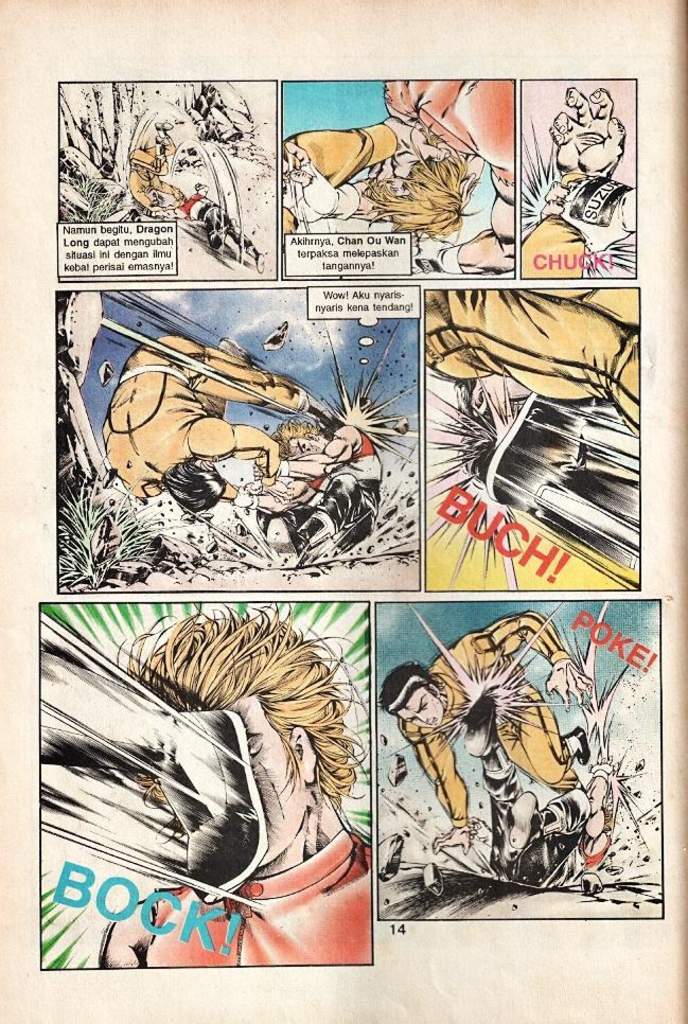 Namun begitu, Dragon
Long dapat mengubah
situasi ini dengan ilmu
kebal perisai emasnya!
Akihrnya, Chan Ou Wan
terpaksa melepaskan
tangannya!
CHUCK!
Wow! Aku nyaris-
nyaris kena tendang!
BUCH!
BOCK!
POKE!
14